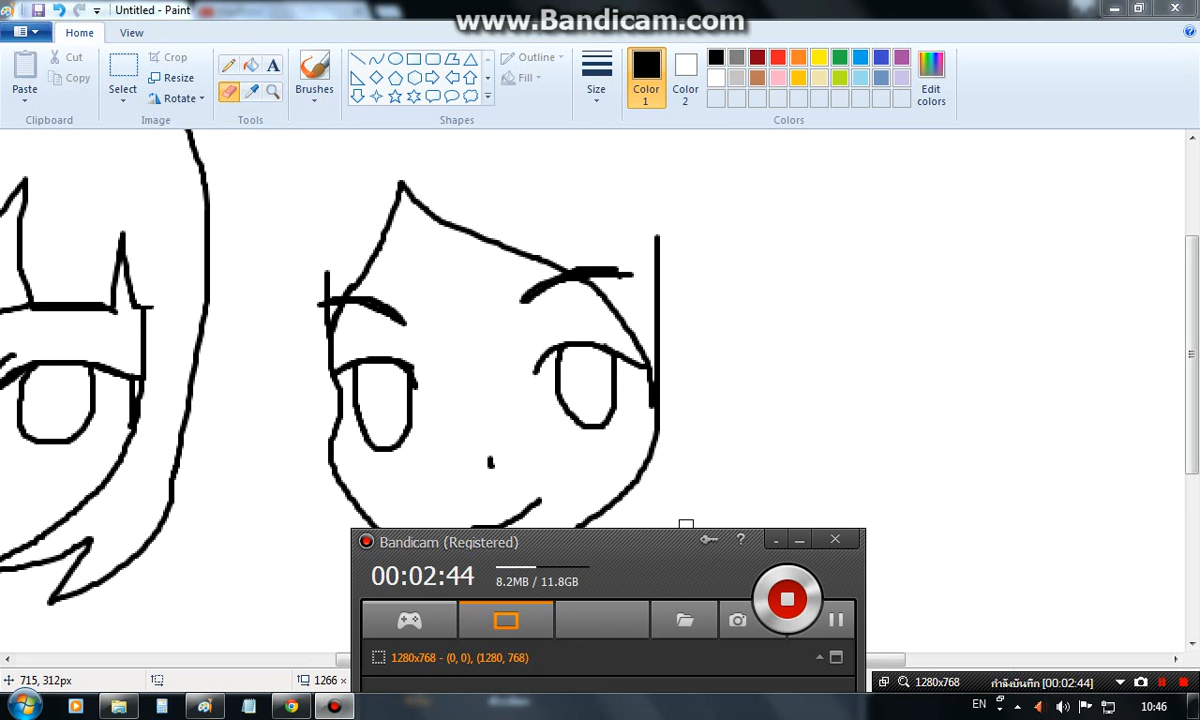 Untitled - Paint
www.Bandicam.com
Home
View
Paste
Cut
Copy
Clipboard
Select
Crop
Resize
Rotate
Image
A
Tools
Brushes
Outline
Fill
Shapes
Size
Color 1
Color 2
Edit colors
Colors
Bandicam (Registered)
00:02:44
8.2MB / 11.8GB
1280x768 - (0, 0), (1280, 768)
715, 312px
1266 ×
1280x768
กำลังบันทึก [00:02:44]
EN
10:46